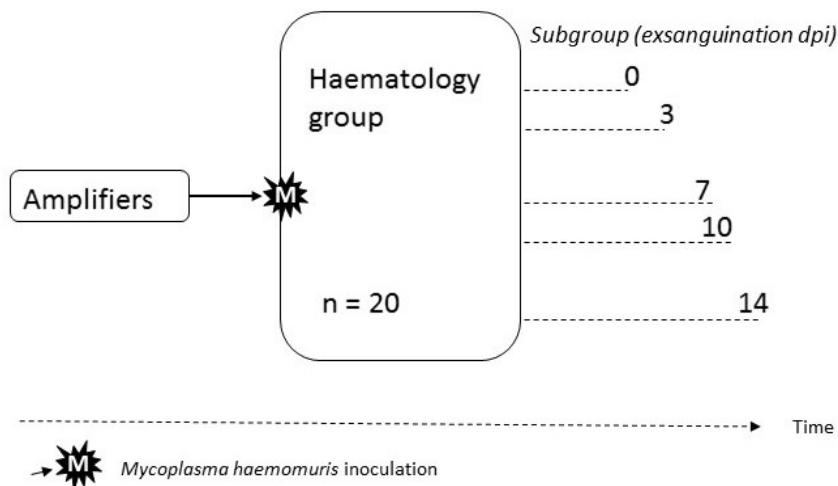 Subgroup (exsanguination dpi)
Haematology
group
0
3
Amplifiers
M
7
10
n = 20
14
Time
M
Mycoplasma haemomuris inoculation